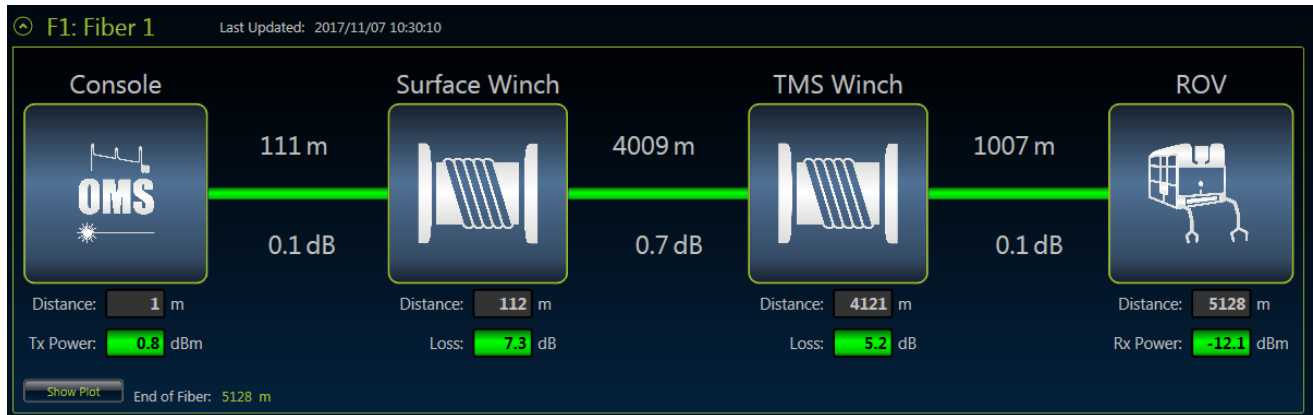 F1: Fiber 1 Last Updated: 2017/11/07 10:30:10
Console Surface Winch TMS Winch ROV
111 m 4009 m 1007 m
OMS
0.1 dB 0.7 dB 0.1 dB
Distance: 1 m Distance: 112 m Distance: 4121 m Distance: 5128 m
Tx Power: 0.8 dBm Loss: 7.3 dB Loss: 5.2 dB Rx Power: -12.1 dBm
Show Plot End of Fiber: 5128 m